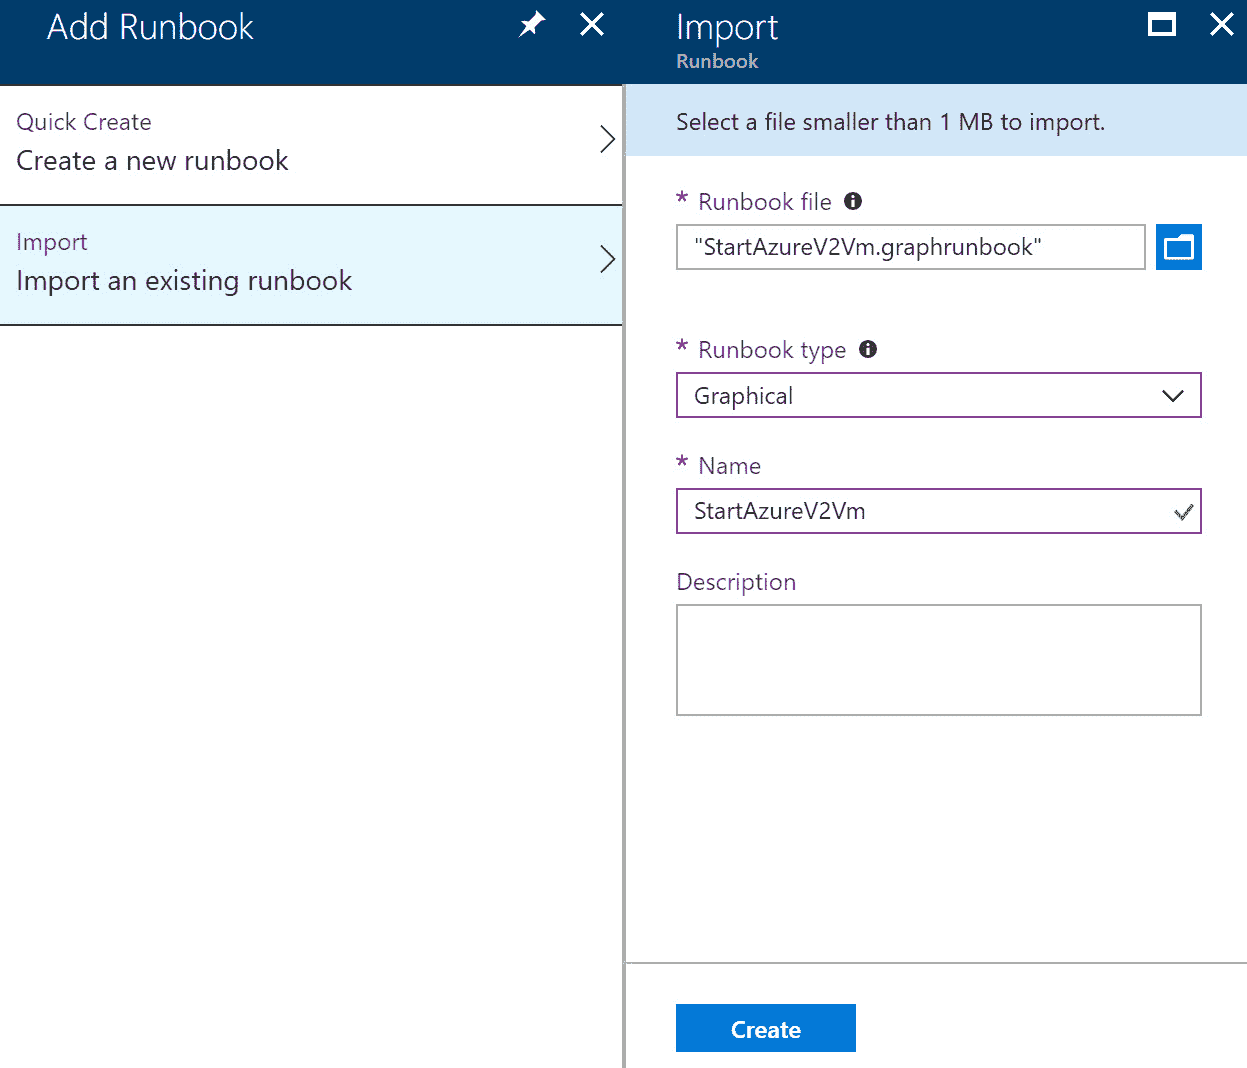 Add Runbook
Quick Create
Create a new runbook
Import
Import an existing runbook
Import
Runbook
Select a file smaller than 1 MB to import.
* Runbook file
"StartAzureV2Vm.graphrunbook"
* Runbook type
Graphical
* Name
StartAzureV2Vm
Description
Create